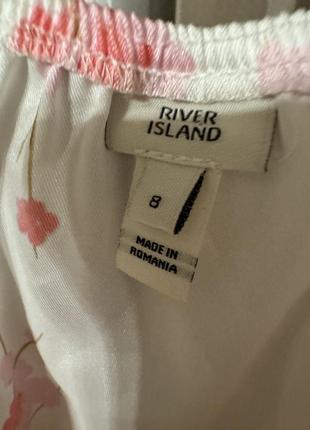 RIVER
ISLAND
8
MADE IN
ROMANIA